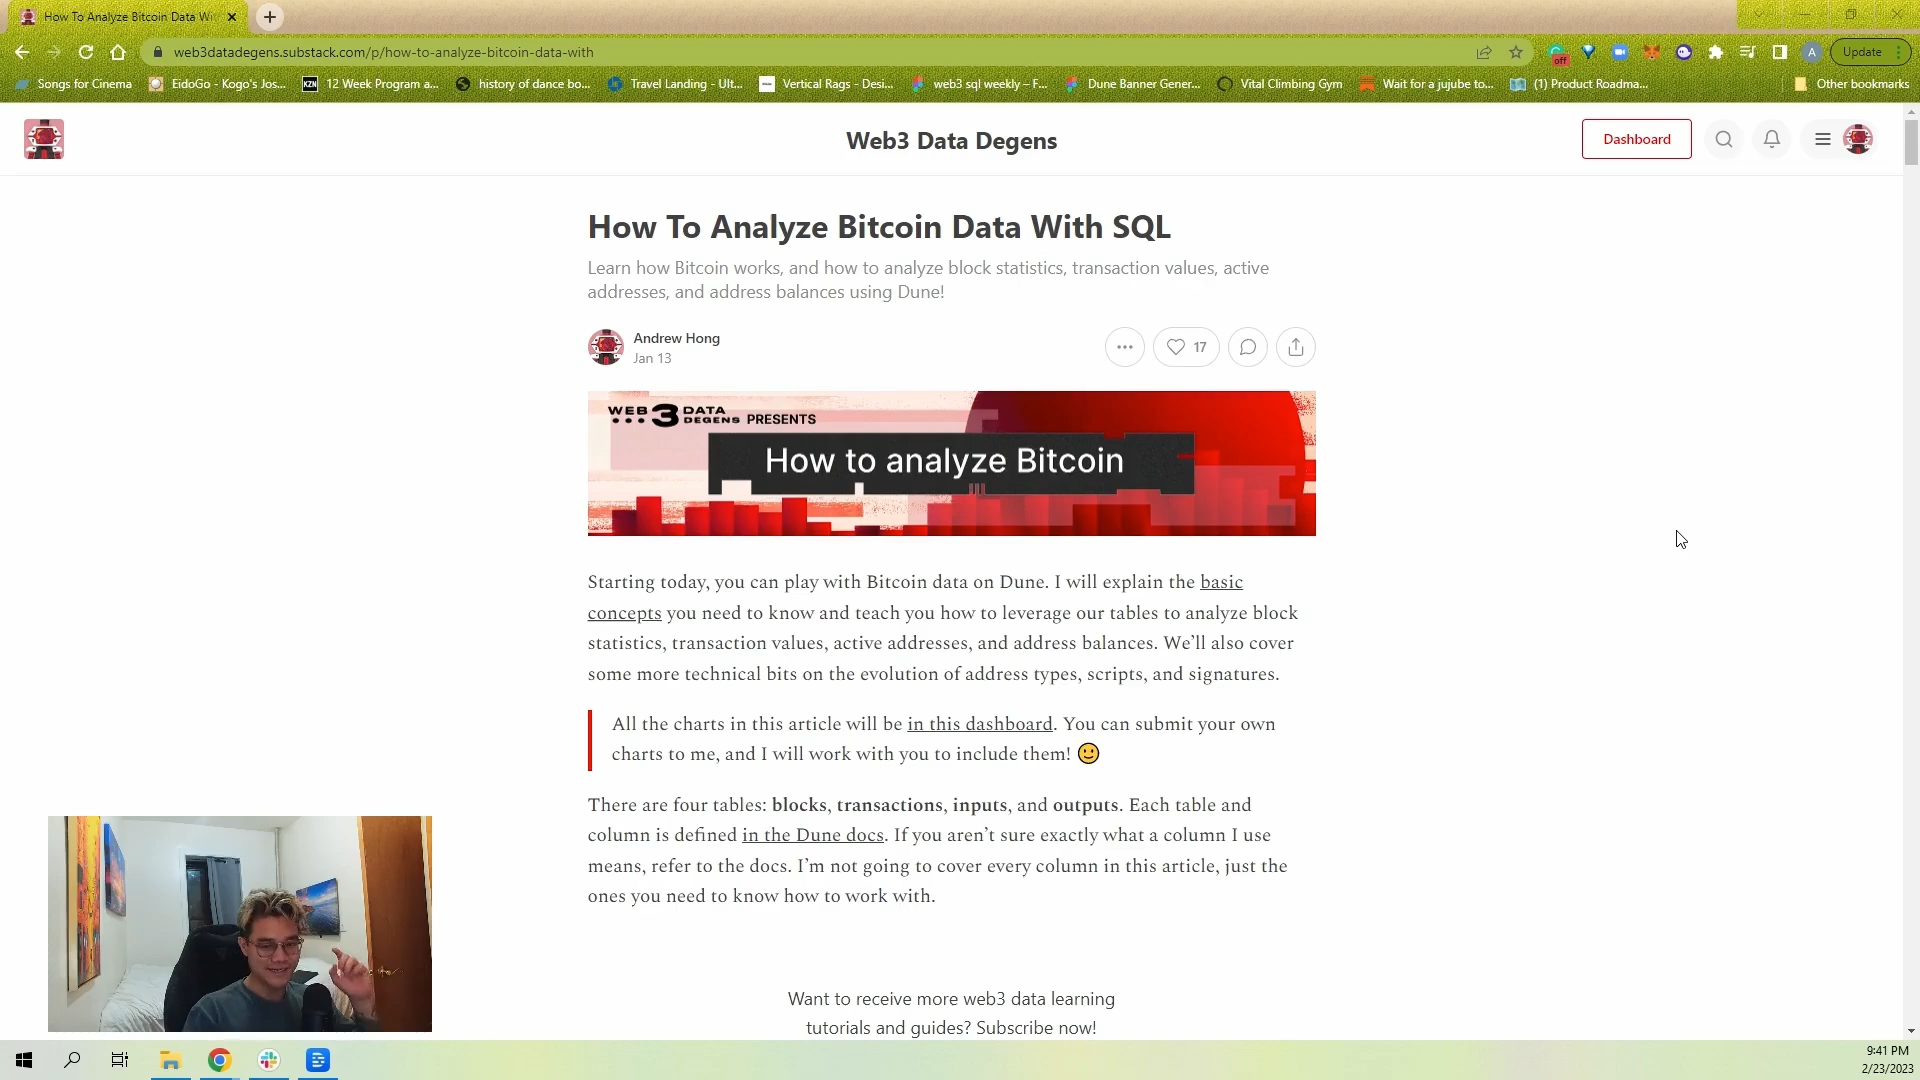 How To Analyze Bitcoin Data Wit
web3datadegens.substack.com/p/how-to-analyze-bitcoin-data-with
off
A
Update
Songs for Cinema
EidoGo - Kogo's Jos...
KZN
12 Week Program a...
history of dance bo...
Travel Landing - Ult...
Vertical Rags - Desi...
web3 sql weekly – F...
Dune Banner Gener...
Vital Climbing Gym
Wait for a jujube to...
(1) Product Roadma...
Other bookmarks
Web3 Data Degens
Dashboard
How To Analyze Bitcoin Data With SQL
Learn how Bitcoin works, and how to analyze block statistics, transaction values, active
addresses, and address balances using Dune!
Andrew Hong
Jan 13
17
WEB 3 DATA DEGENS PRESENTS
How to analyze Bitcoin
Starting today, you can play with Bitcoin data on Dune. I will explain the basic
concepts you need to know and teach you how to leverage our tables to analyze block
statistics, transaction values, active addresses, and address balances. We’ll also cover
some more technical bits on the evolution of address types, scripts, and signatures.
All the charts in this article will be in this dashboard. You can submit your own
charts to me, and I will work with you to include them! 🙂
There are four tables: blocks, transactions, inputs, and outputs. Each table and
column is defined in the Dune docs. If you aren’t sure exactly what a column I use
means, refer to the docs. I’m not going to cover every column in this article, just the
ones you need to know how to work with.
Want to receive more web3 data learning
tutorials and guides? Subscribe now!
9:41 PM
2/23/2023